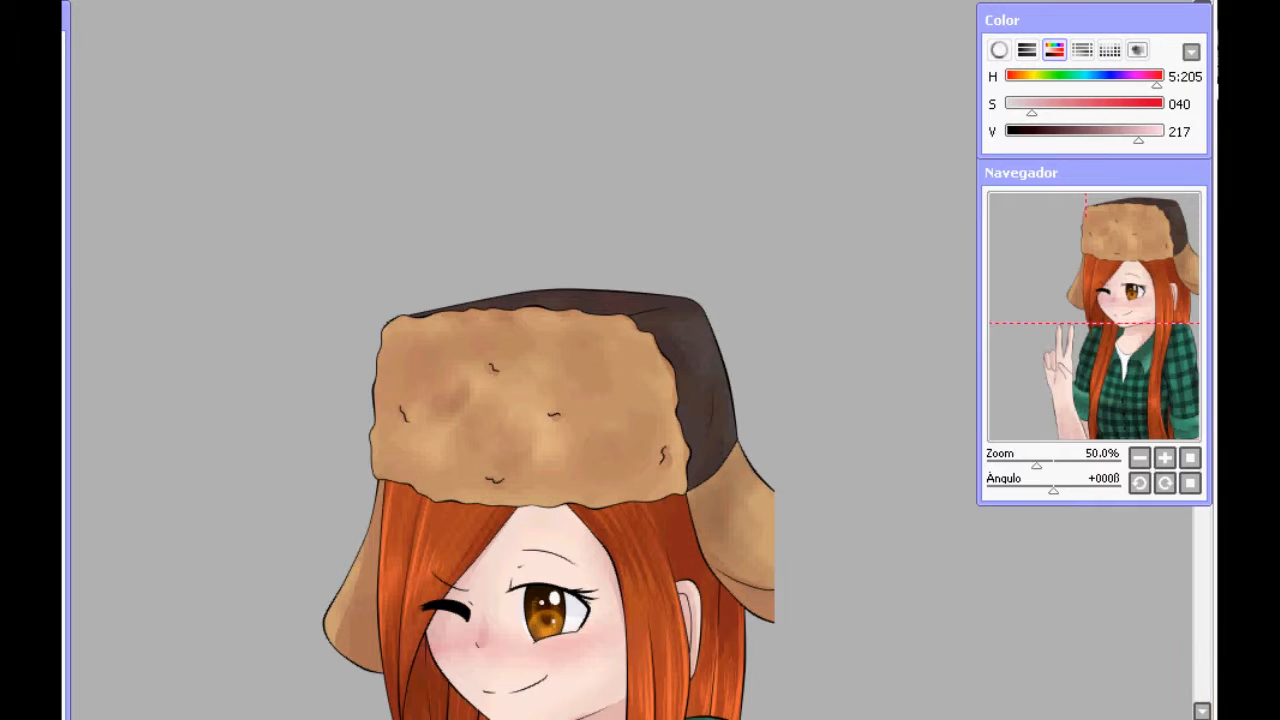 Color
H 5:205
S 040
V 217
Navegador
Zoom 50.0%
Ângulo +000ß